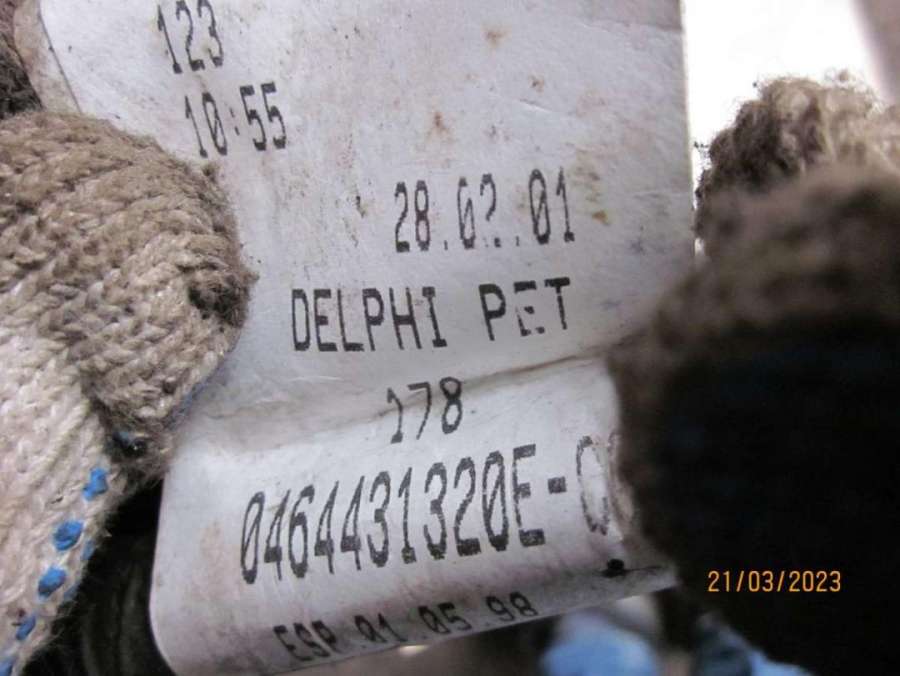 123
10:55
28.02.01
DELPHI PET
178
0464431320E-
ESP.01.05.98
21/03/2023